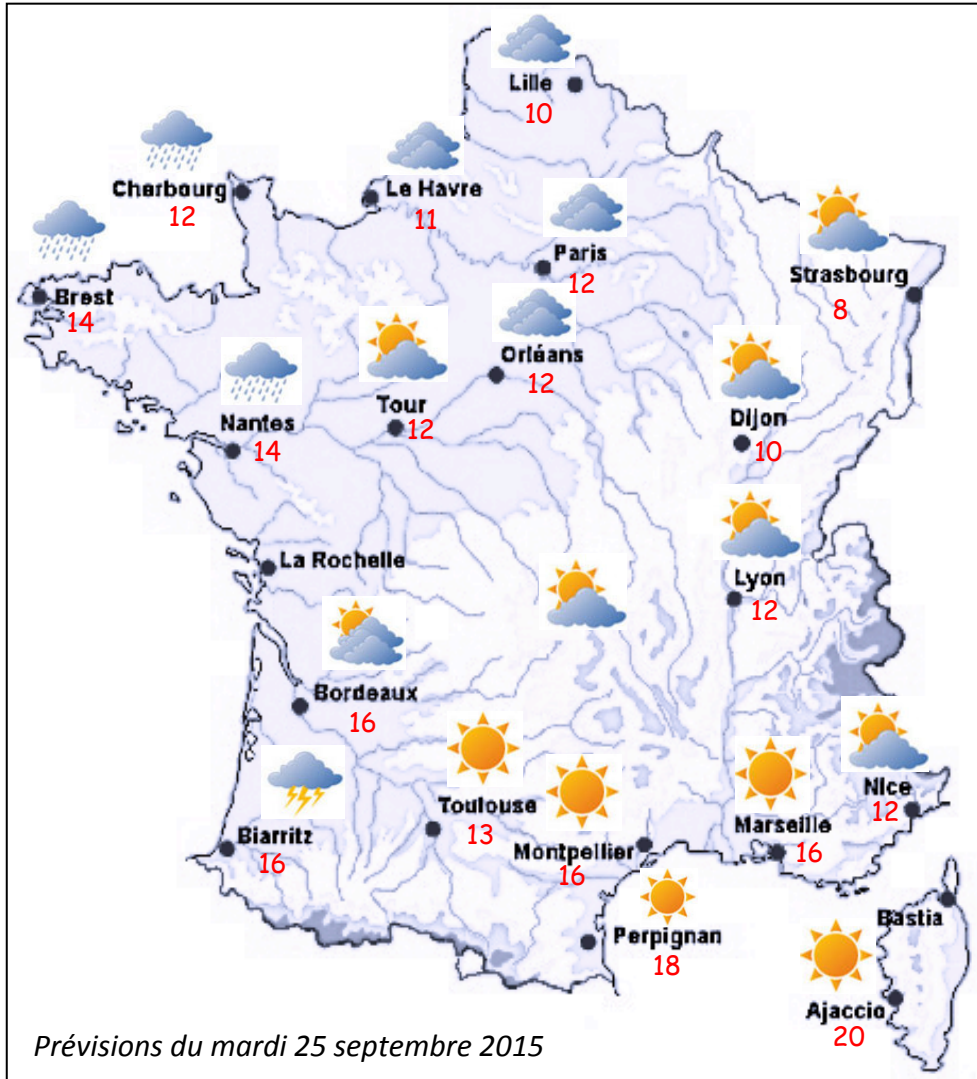 Lille
10
Cherbourg
12
Le Havre
11
Paris
12
Strasbourg
8
Brest
14
Orléans
12
Nantes
14
Tour
12
Dijon
10
La Rochelle
Lyon
12
Bordeaux
16
Toulouse
13
Nice
12
Biarritz
16
Montpellier
16
Marseille
16
Perpignan
18
Bastia
Ajaccio
20
Prévisions du mardi 25 septembre 2015